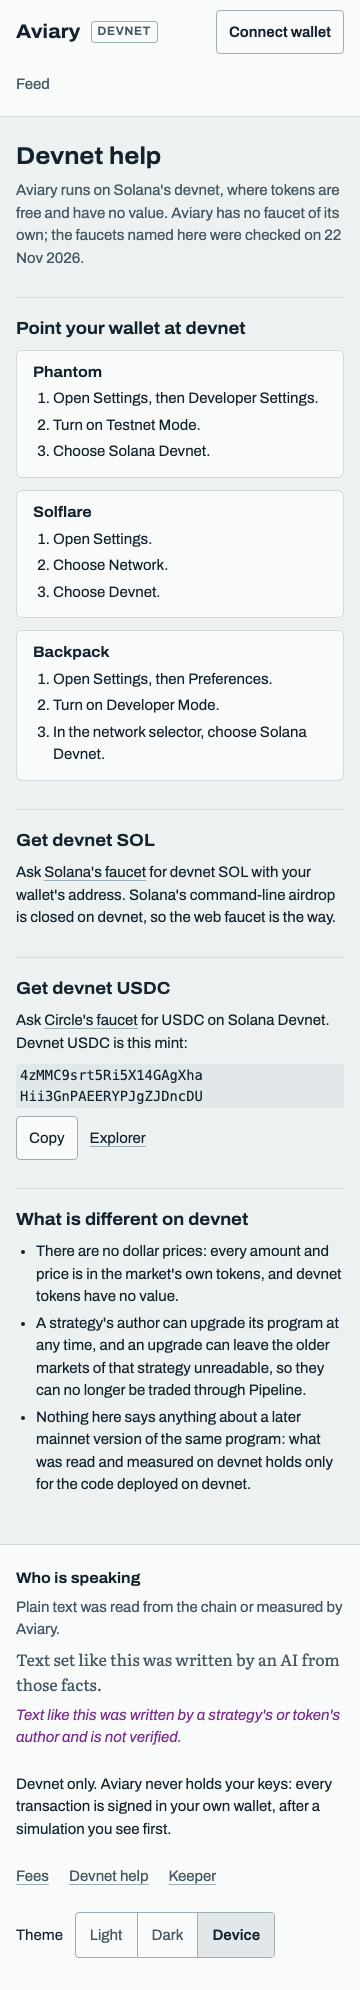 Aviary DEVNET Connect wallet
Feed
Devnet help
Aviary runs on Solana's devnet, where tokens are
free and have no value. Aviary has no faucet of its
own; the faucets named here were checked on 22
Nov 2026.
Point your wallet at devnet
Phantom
1. Open Settings, then Developer Settings.
2. Turn on Testnet Mode.
3. Choose Solana Devnet.
Solflare
1. Open Settings.
2. Choose Network.
3. Choose Devnet.
Backpack
1. Open Settings, then Preferences.
2. Turn on Developer Mode.
3. In the network selector, choose Solana
Devnet.
Get devnet SOL
Ask Solana's faucet for devnet SOL with your
wallet's address. Solana's command-line airdrop
is closed on devnet, so the web faucet is the way.
Get devnet USDC
Ask Circle's faucet for USDC on Solana Devnet.
Devnet USDC is this mint:
4zMMC9srt5Ri5X14GAgXha
Hii3GnPAEERYPJgZJDncDU
Copy Explorer
What is different on devnet
• There are no dollar prices: every amount and
price is in the market's own tokens, and devnet
tokens have no value.
• A strategy's author can upgrade its program at
any time, and an upgrade can leave the older
markets of that strategy unreadable, so they
can no longer be traded through Pipeline.
• Nothing here says anything about a later
mainnet version of the same program: what
was read and measured on devnet holds only
for the code deployed on devnet.
Who is speaking
Plain text was read from the chain or measured by
Aviary.
Text set like this was written by an AI from
those facts.
Text like this was written by a strategy's or token's
author and is not verified.
Devnet only. Aviary never holds your keys: every
transaction is signed in your own wallet, after a
simulation you see first.
Fees Devnet help Keeper
Theme Light Dark Device